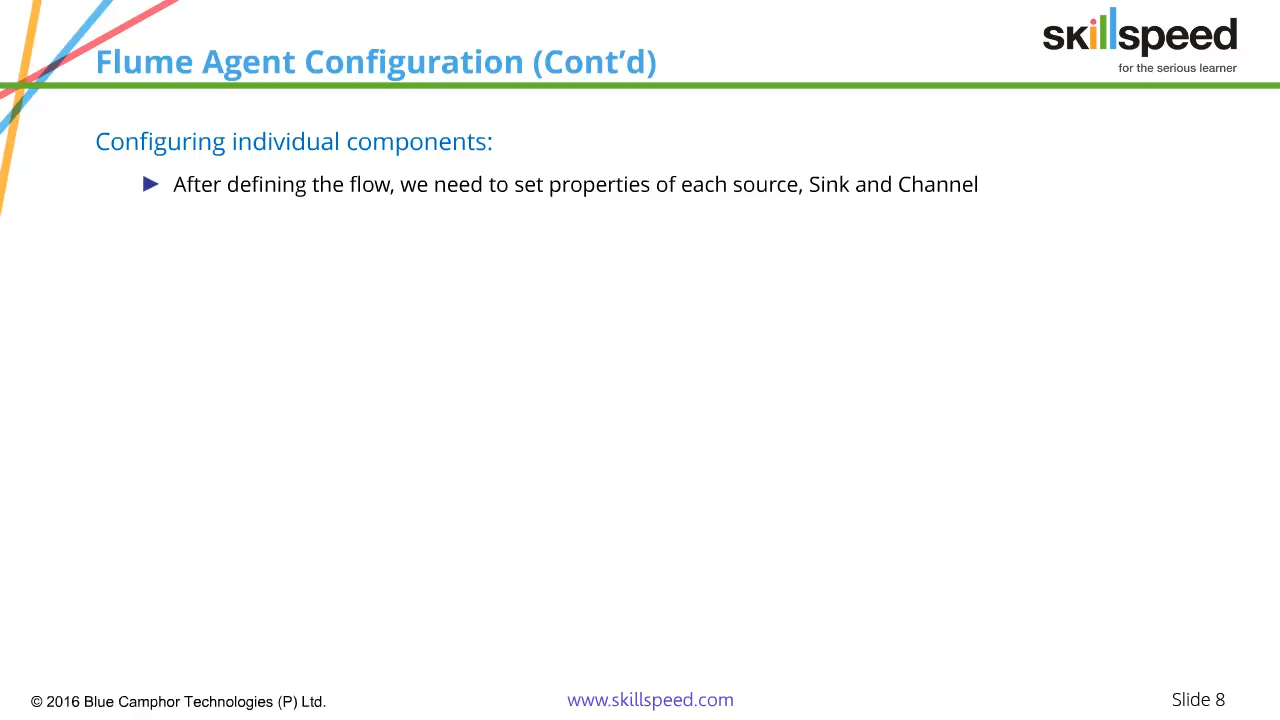 skillspeed
for the serious learner
Flume Agent Configuration (Cont’d)
Configuring individual components:
► After defining the flow, we need to set properties of each source, Sink and Channel
© 2016 Blue Camphor Technologies (P) Ltd.
www.skillspeed.com
Slide 8